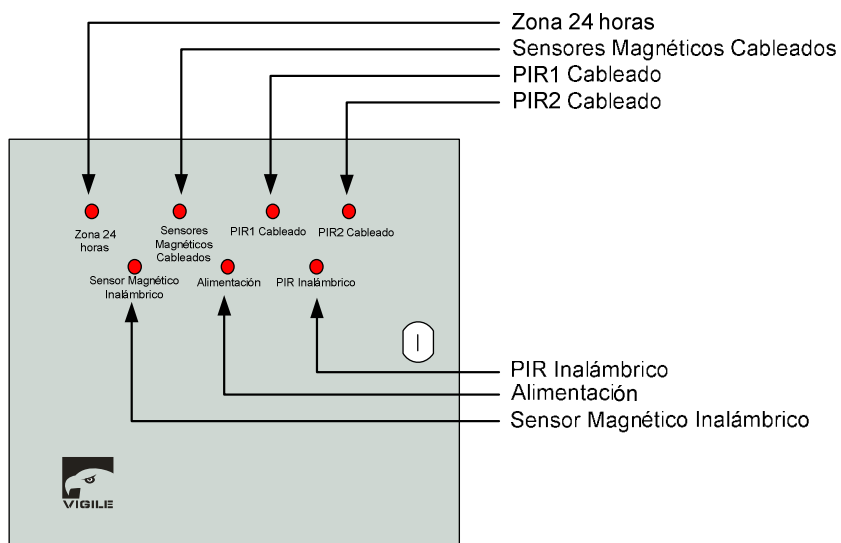 Zona 24 horas
Sensores Magnéticos Cableados
PIR1 Cableado
PIR2 Cableado
Zona 24
horas
Sensores
Magnéticos
Cableados
PIR1 Cableado
PIR2 Cableado
Sensor Magnético
Inalámbrico
Alimentación
PIR Inalámbrico
PIR Inalámbrico
Alimentación
Sensor Magnético Inalámbrico
VIGILE